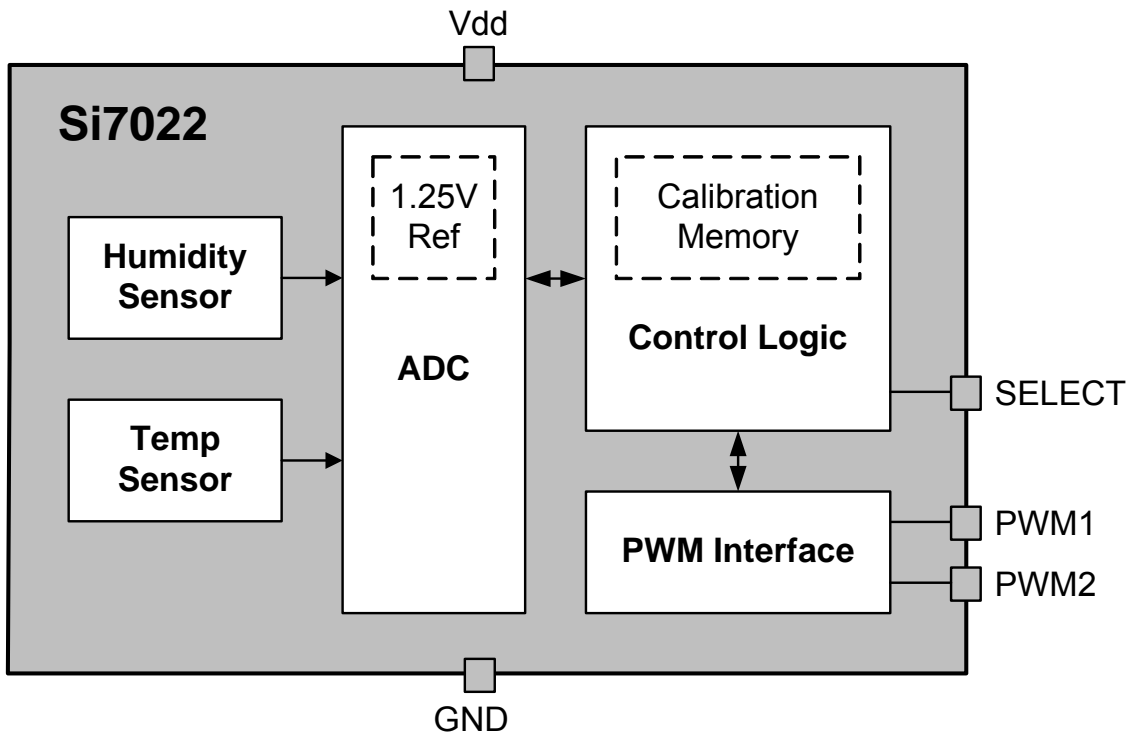 Vdd
Si7022
1.25V
Ref
Calibration
Memory
Humidity
Sensor
Control Logic
ADC
SELECT
Temp
Sensor
PWM1
PWM Interface
PWM2
GND